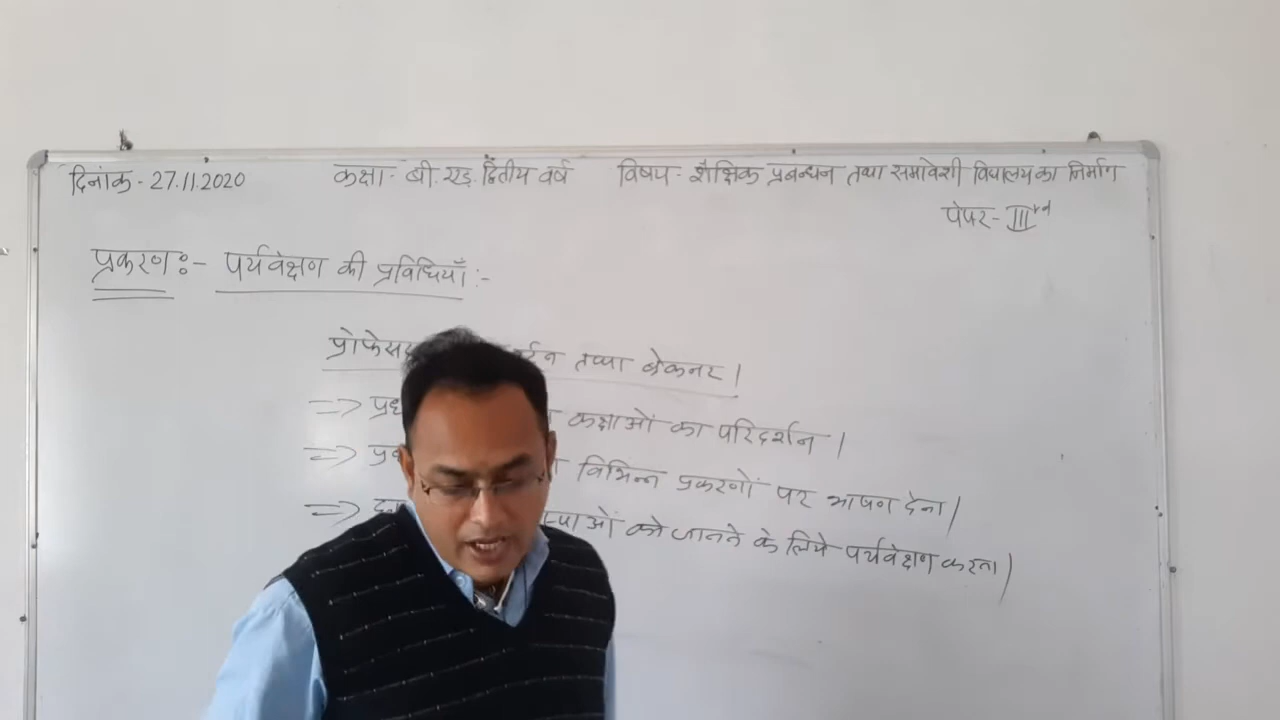 दिनांक - 27.11.2020 कक्षा - बी. एड. द्वितीय वर्ष विषय - शैक्षिक प्रबन्धन तथा समावेशी विद्यालय का निर्माण
पेपर - IIIrd
प्रकरण :- पर्यवेक्षण की प्रविधियाँ :-
तथा ब्रेकनर।
=> कक्षाओं का परिदर्शन।
=> विभिन्न प्रकरणों पर भाषण देना।
=> को जानने के लिये पर्यवेक्षण करना।